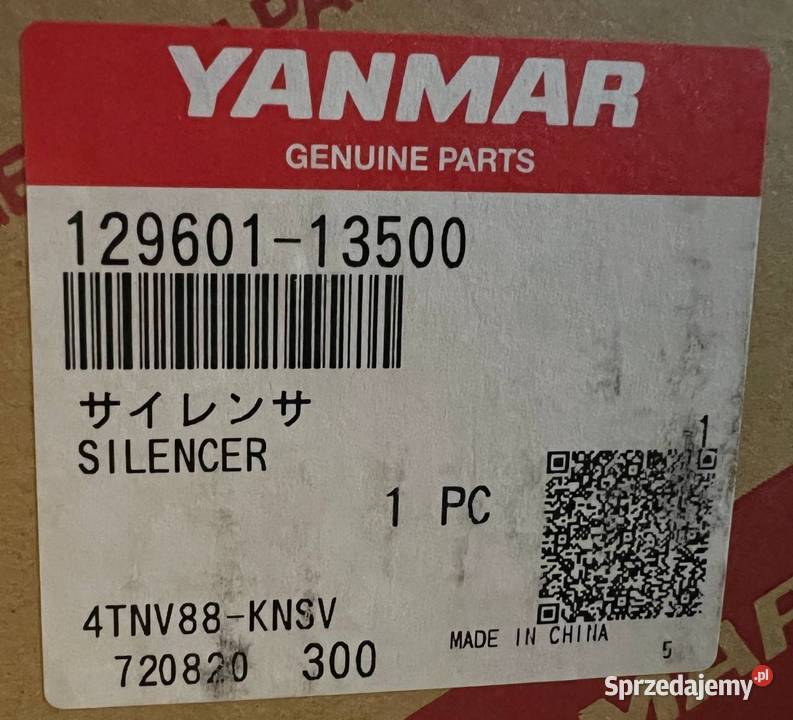 YANMAR
GENUINE PARTS
129601-13500
サイレンサ
SILENCER
1
1 PC
4TNV88-KNSV
MADE IN CHINA
720820 300
5
Sprzedajemy.pl